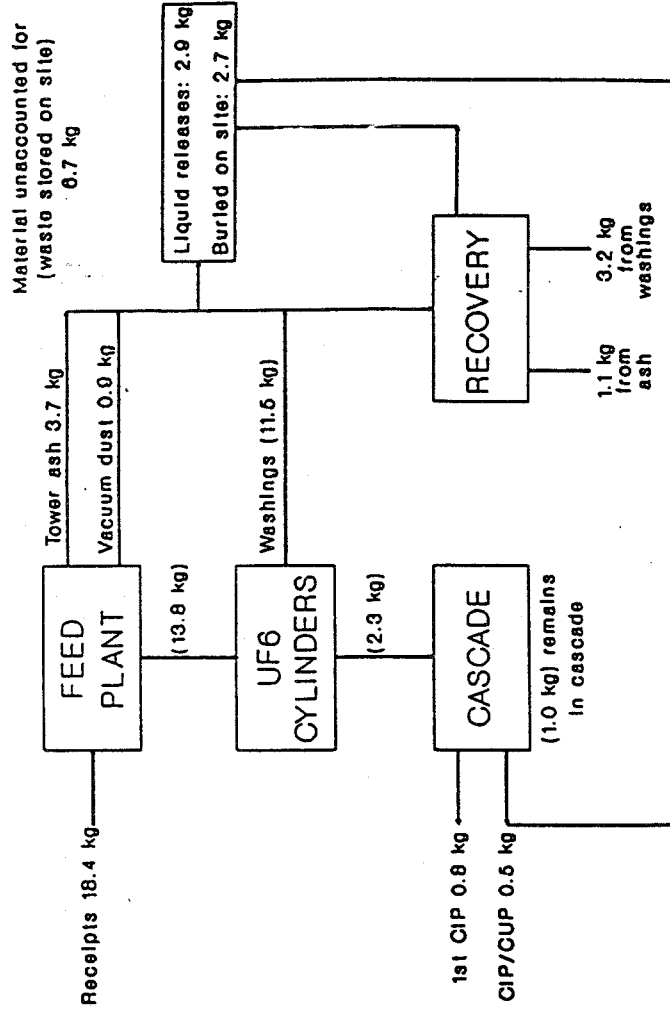 Receipts 18.4 kg
FEED
PLANT
Tower ash 3.7 kg
Vacuum dust 0.9 kg
(13.8 kg)
UF6
CYLINDERS
Washings (11.5 kg)
(2.3 kg)
CASCADE
(1.0 kg) remains
in cascade
1st CIP 0.8 kg
CIP/CUP 0.5 kg
Material unaccounted for
(waste stored on site)
6.7 kg
Liquid releases: 2.9 kg
Buried on site: 2.7 kg
RECOVERY
1.1 kg
from
ash
3.2 kg
from
washings